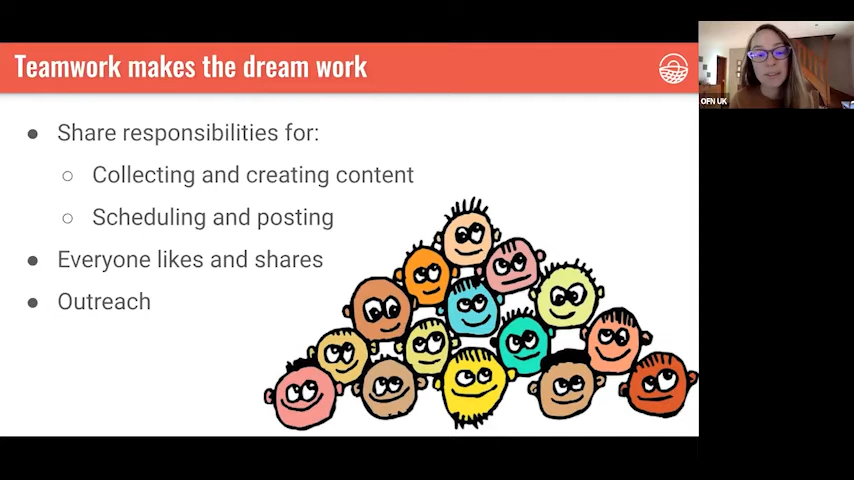 Teamwork makes the dream work
OFN UK
● Share responsibilities for:
○ Collecting and creating content
○ Scheduling and posting
● Everyone likes and shares
● Outreach